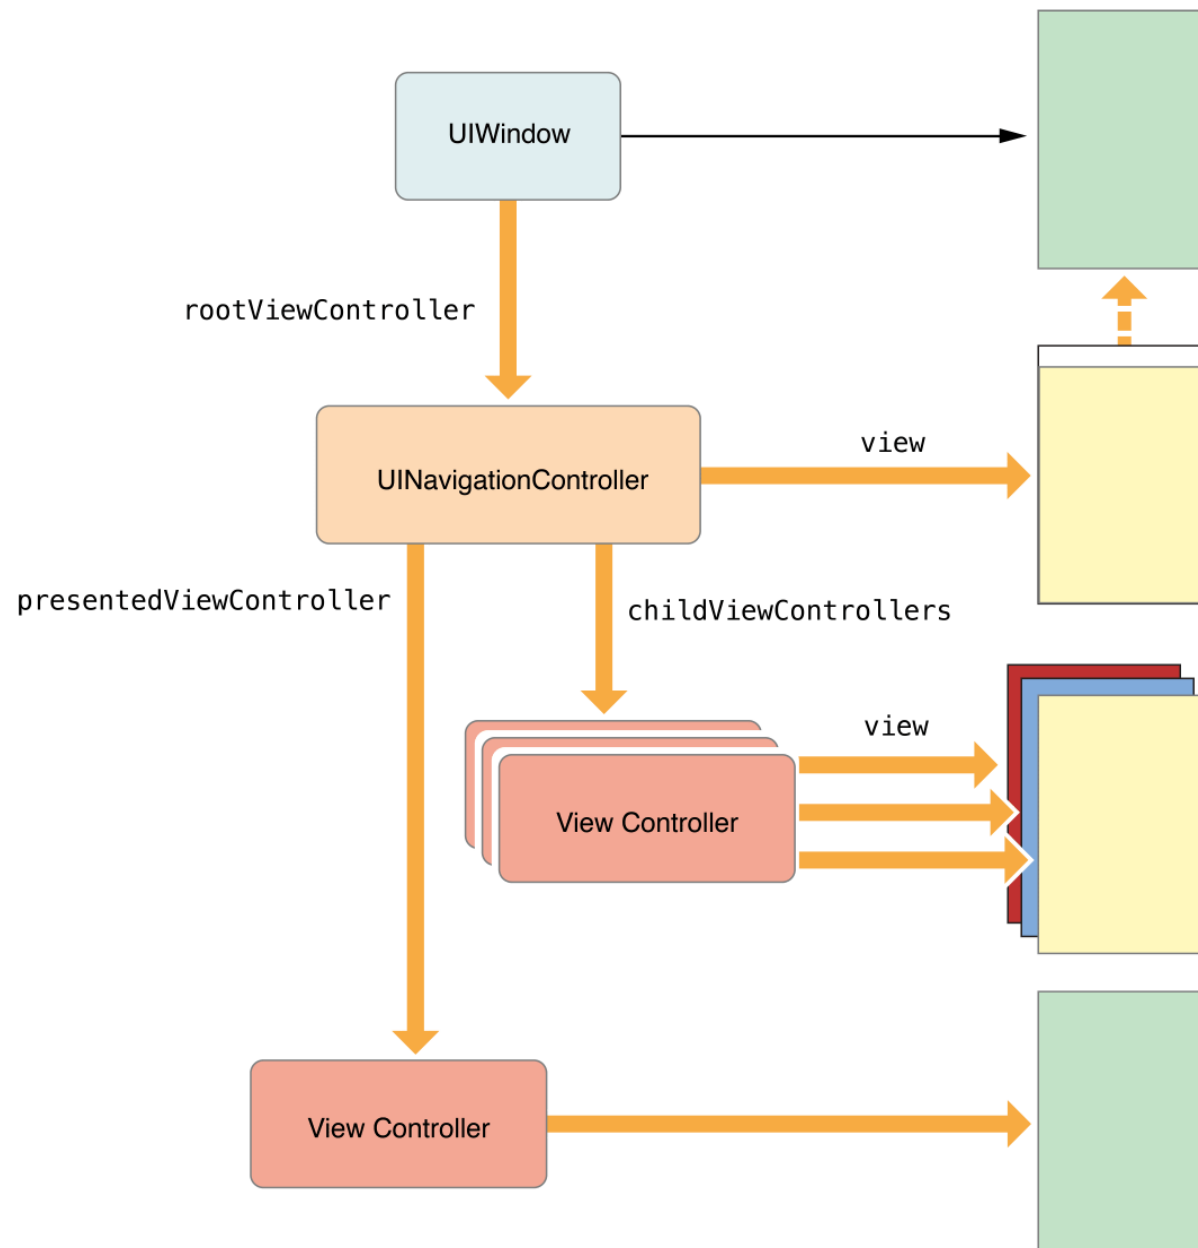 UIWindow
rootViewController
UINavigationController
view
presentedViewController
childViewControllers
view
View Controller
View Controller